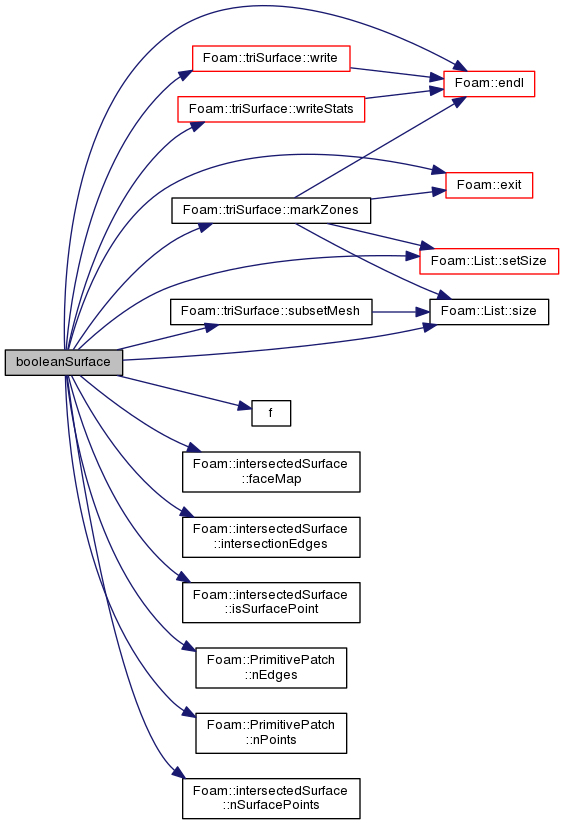 Foam::triSurface::write
Foam::endl
Foam::triSurface::writeStats
Foam::exit
Foam::triSurface::markZones
Foam::List::setSize
Foam::triSurface::subsetMesh
Foam::List::size
booleanSurface
f
Foam::intersectedSurface
::faceMap
Foam::intersectedSurface
::intersectionEdges
Foam::intersectedSurface
::isSurfacePoint
Foam::PrimitivePatch
::nEdges
Foam::PrimitivePatch
::nPoints
Foam::intersectedSurface
::nSurfacePoints